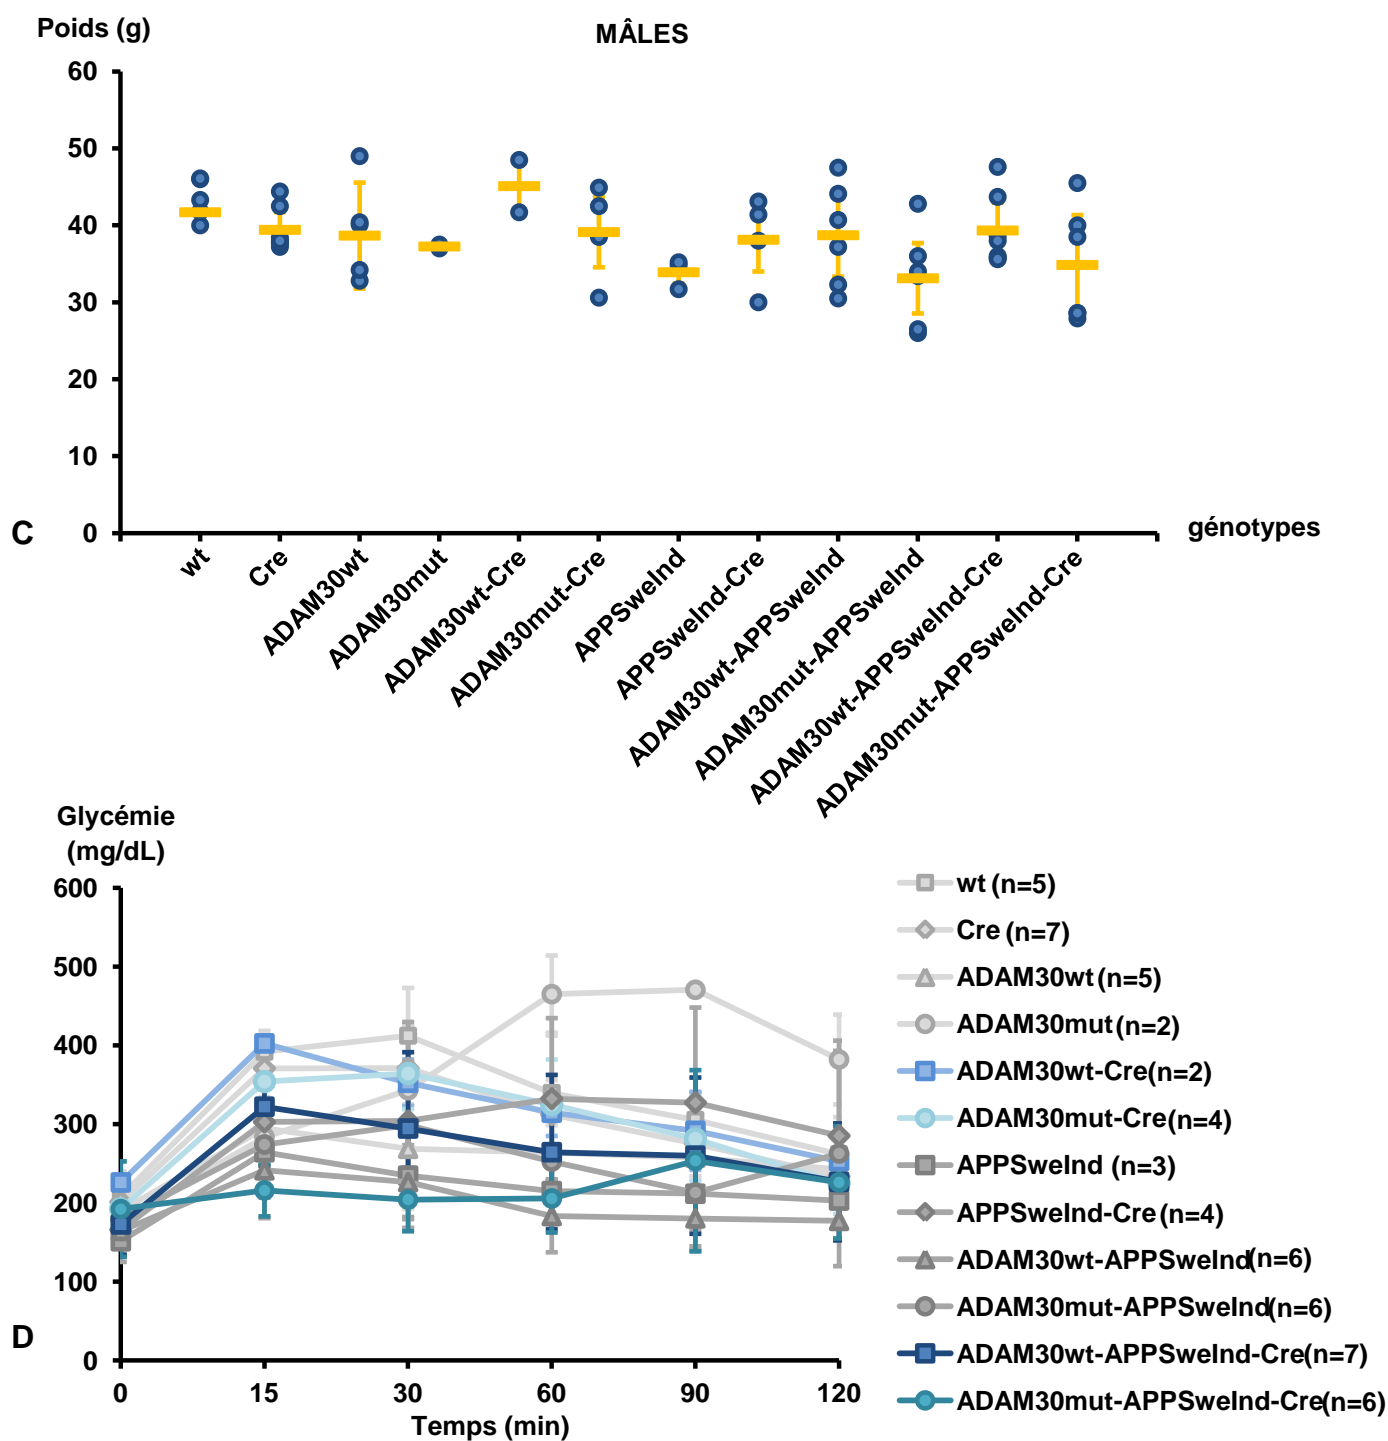 Poids (g)
MÂLES
60
50
40
30
20
10
0
C
génotypes
wt
Cre
ADAM30wt
ADAM30mut
ADAM30wt-Cre
ADAM30mut-Cre
APPSweInd
APPSweInd-Cre
ADAM30wt-APPSweInd
ADAM30mut-APPSweInd
ADAM30wt-APPSweInd-Cre
ADAM30mut-APPSweInd-Cre
Glycémie
(mg/dL)
600
500
400
300
200
100
0
D
0 15 30 60 90 120
Temps (min)
wt (n=5)
Cre (n=7)
ADAM30wt (n=5)
ADAM30mut (n=2)
ADAM30wt-Cre(n=2)
ADAM30mut-Cre(n=4)
APPSweInd (n=3)
APPSweInd-Cre (n=4)
ADAM30wt-APPSweInd(n=6)
ADAM30mut-APPSweInd(n=6)
ADAM30wt-APPSweInd-Cre(n=7)
ADAM30mut-APPSweInd-Cre(n=6)